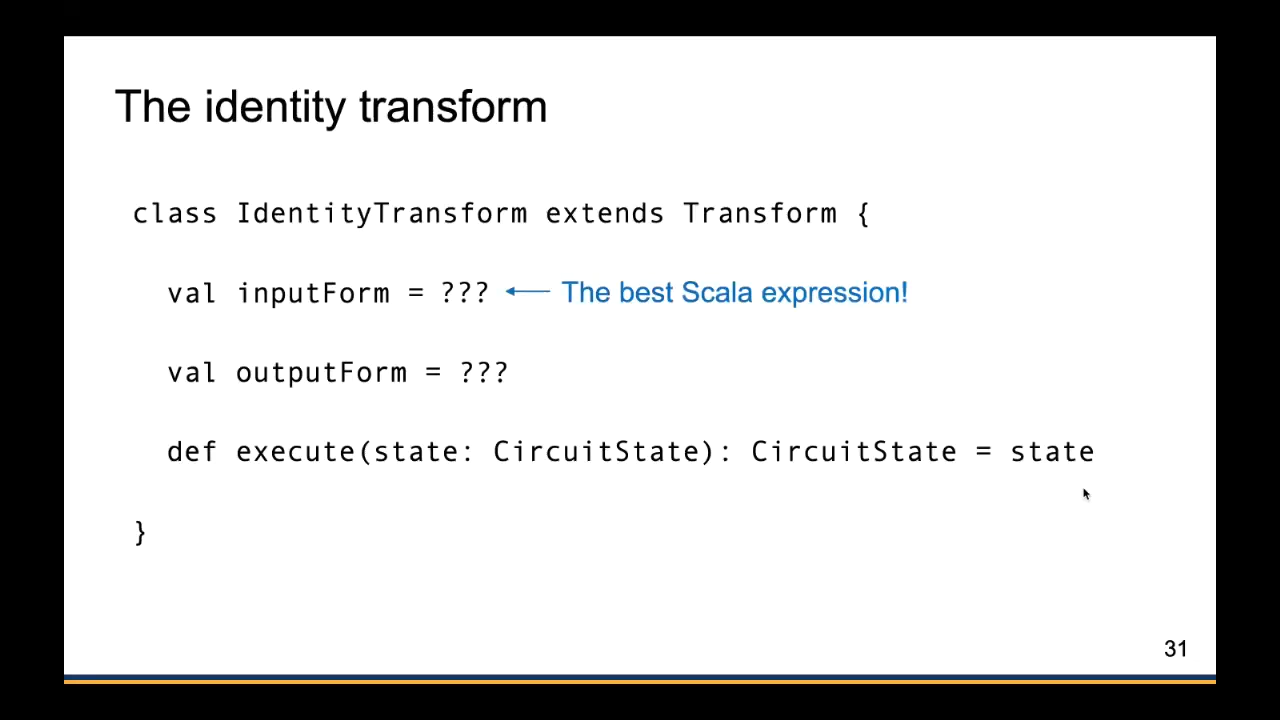 The identity transform
class IdentityTransform extends Transform {
val inputForm = ??? The best Scala expression!
val outputForm = ???
def execute(state: CircuitState): CircuitState = state
}
31